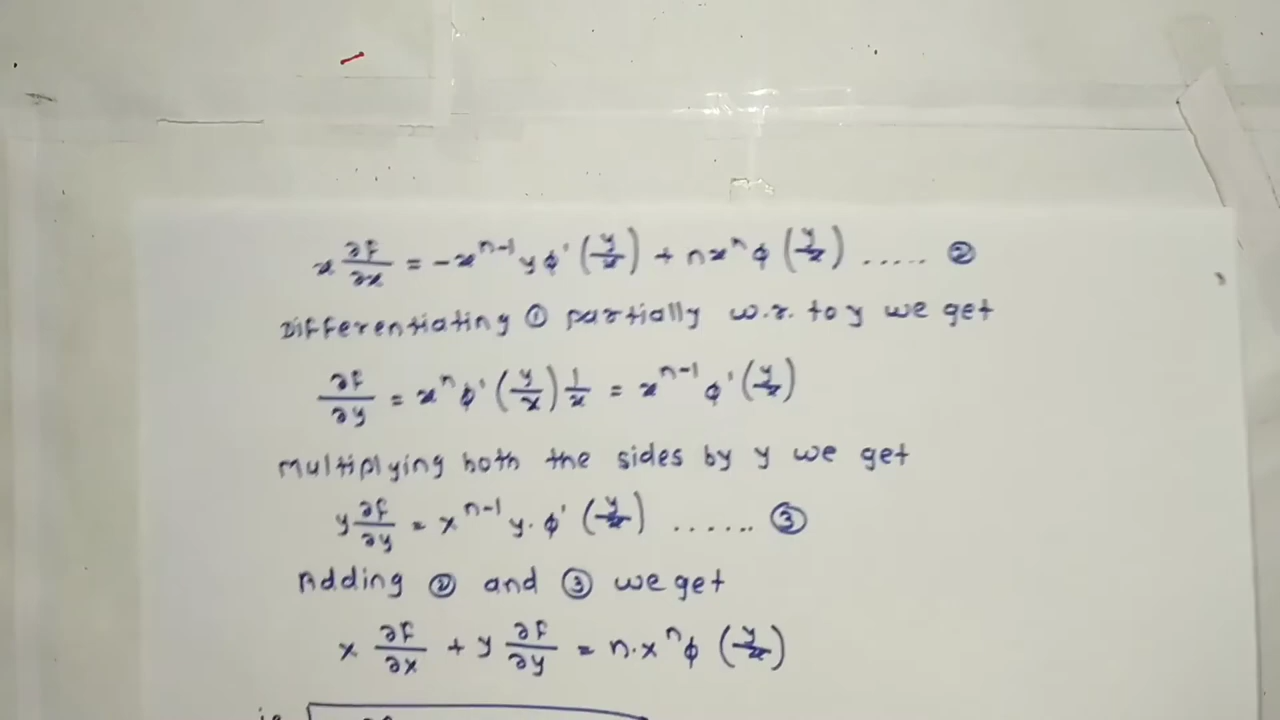 x ∂f/∂x = -x^(n-1) y ϕ' (y/x) + n x^n ϕ (y/x) ..... ②
Differentiating ① partially w.r. to y we get
∂f/∂y = x^n ϕ' (y/x) 1/x = x^(n-1) ϕ' (y/x)
Multiplying both the sides by y we get
y ∂f/∂y = x^(n-1) y. ϕ' (y/x) ...... ③
Adding ② and ③ we get
x ∂f/∂x + y ∂f/∂y = n.x^n ϕ (y/x)